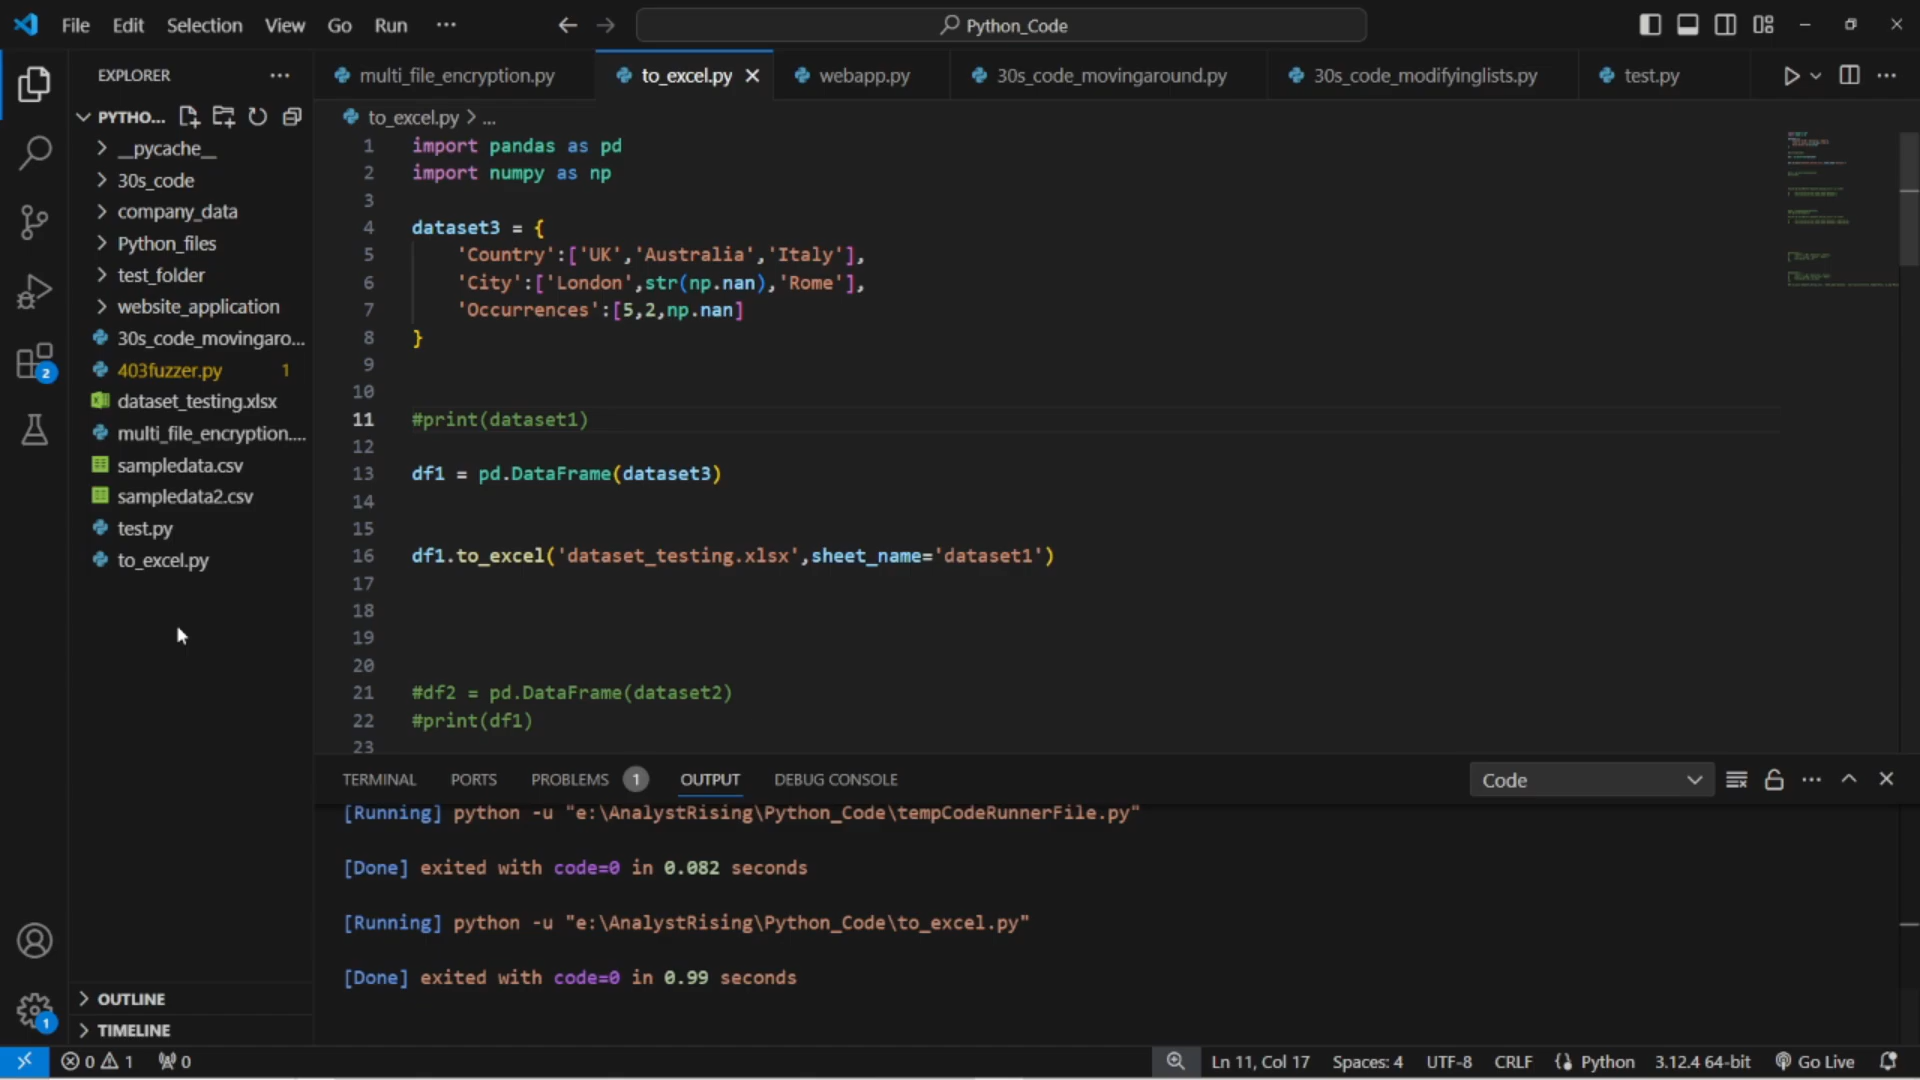 File Edit Selection View Go Run ···
Python_Code
EXPLORER ···
PYTHO...
__pycache__
30s_code
company_data
Python_files
test_folder
website_application
30s_code_movingaro...
403fuzzer.py 1
dataset_testing.xlsx
multi_file_encryption....
sampledata.csv
sampledata2.csv
test.py
to_excel.py
OUTLINE
TIMELINE
2
1
multi_file_encryption.py to_excel.py webapp.py 30s_code_movingaround.py 30s_code_modifyinglists.py test.py
to_excel.py > ...
1 import pandas as pd
2 import numpy as np
3
4 dataset3 = {
5 'Country':['UK','Australia','Italy'],
6 'City':['London',str(np.nan),'Rome'],
7 'Occurrences':[5,2,np.nan]
8 }
9
10
11 #print(dataset1)
12
13 df1 = pd.DataFrame(dataset3)
14
15
16 df1.to_excel('dataset_testing.xlsx',sheet_name='dataset1')
17
18
19
20
21 #df2 = pd.DataFrame(dataset2)
22 #print(df1)
23
TERMINAL PORTS PROBLEMS 1 OUTPUT DEBUG CONSOLE Code
[Running] python -u "e:\AnalystRising\Python_Code\tempCodeRunnerFile.py"
[Done] exited with code=0 in 0.082 seconds
[Running] python -u "e:\AnalystRising\Python_Code\to_excel.py"
[Done] exited with code=0 in 0.99 seconds
0 1 0 Ln 11, Col 17 Spaces: 4 UTF-8 CRLF Python 3.12.4 64-bit Go Live